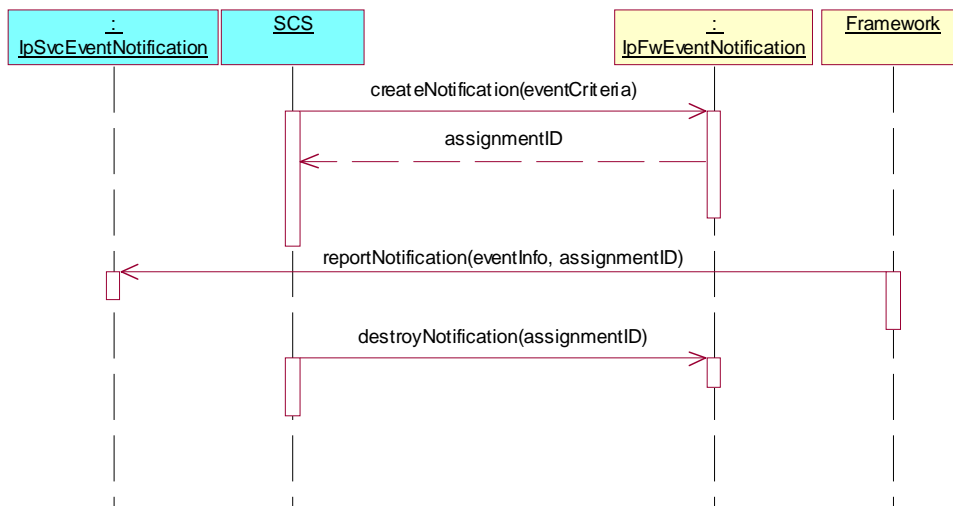 :
IpSvcEventNotification
SCS
:
IpFwEventNotification
Framework
createNotification(eventCriteria)
assignmentID
reportNotification(eventInfo, assignmentID)
destroyNotification(assignmentID)